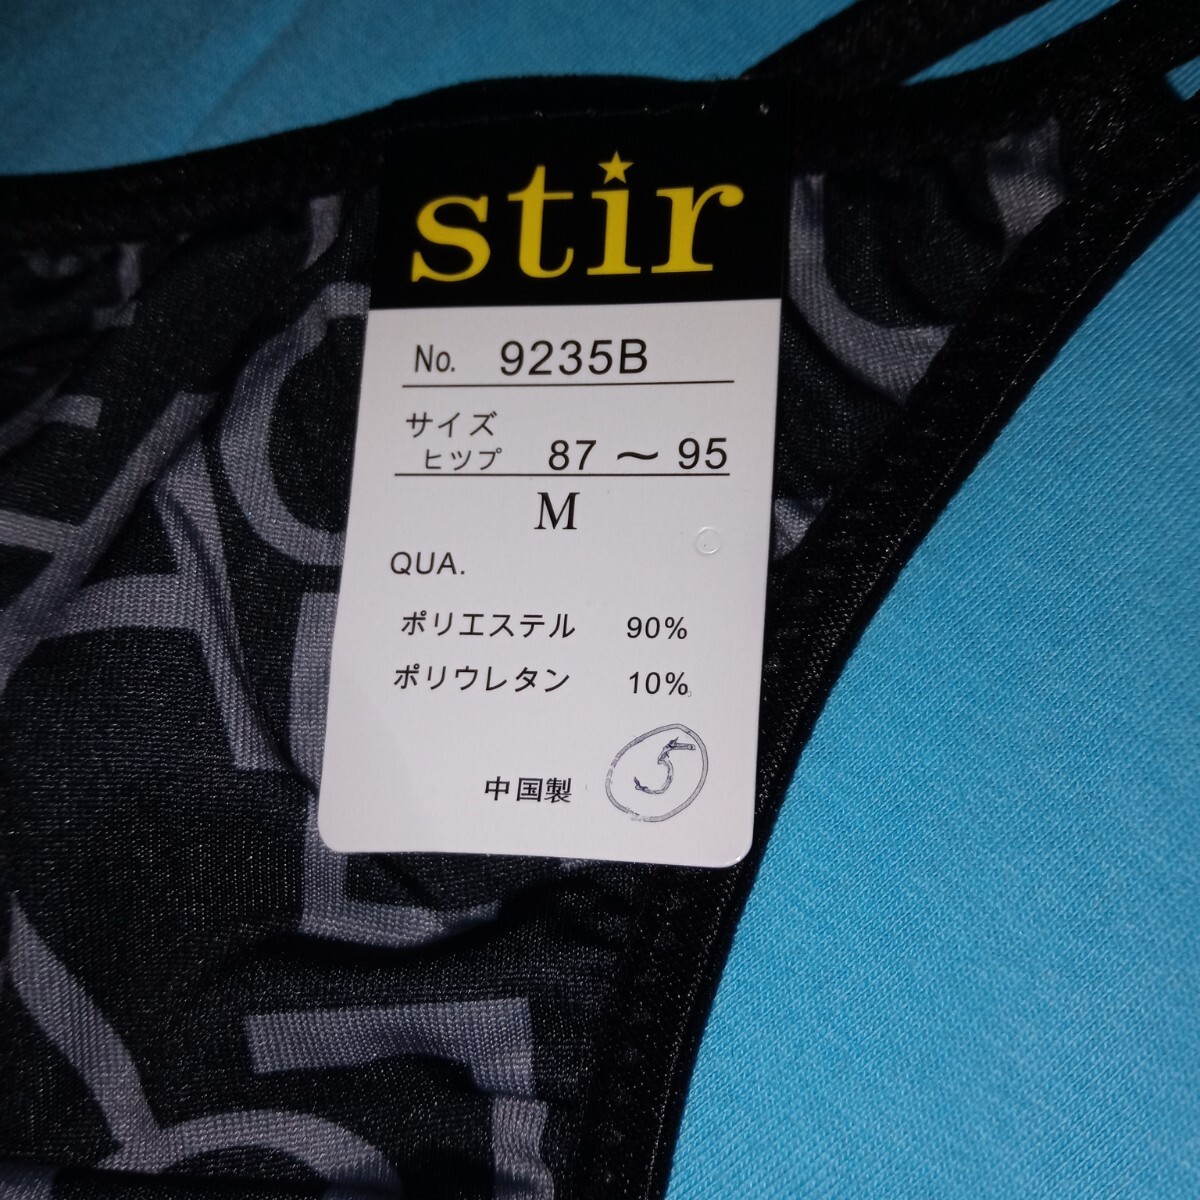 stir
No. 9235B
サイズ
ヒップ 87 ～ 95
M
QUA.
ポリエステル 90%
ポリウレタン 10%
中国製 5